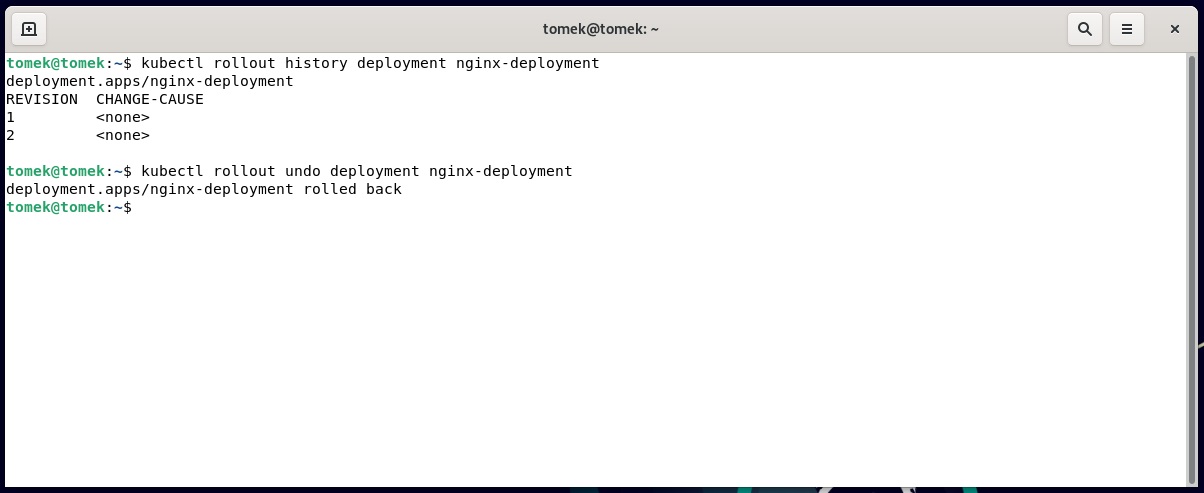 tomek@tomek: ~
tomek@tomek:~$ kubectl rollout history deployment nginx-deployment
deployment.apps/nginx-deployment
REVISION  CHANGE-CAUSE
1         <none>
2         <none>
tomek@tomek:~$ kubectl rollout undo deployment nginx-deployment
deployment.apps/nginx-deployment rolled back
tomek@tomek:~$